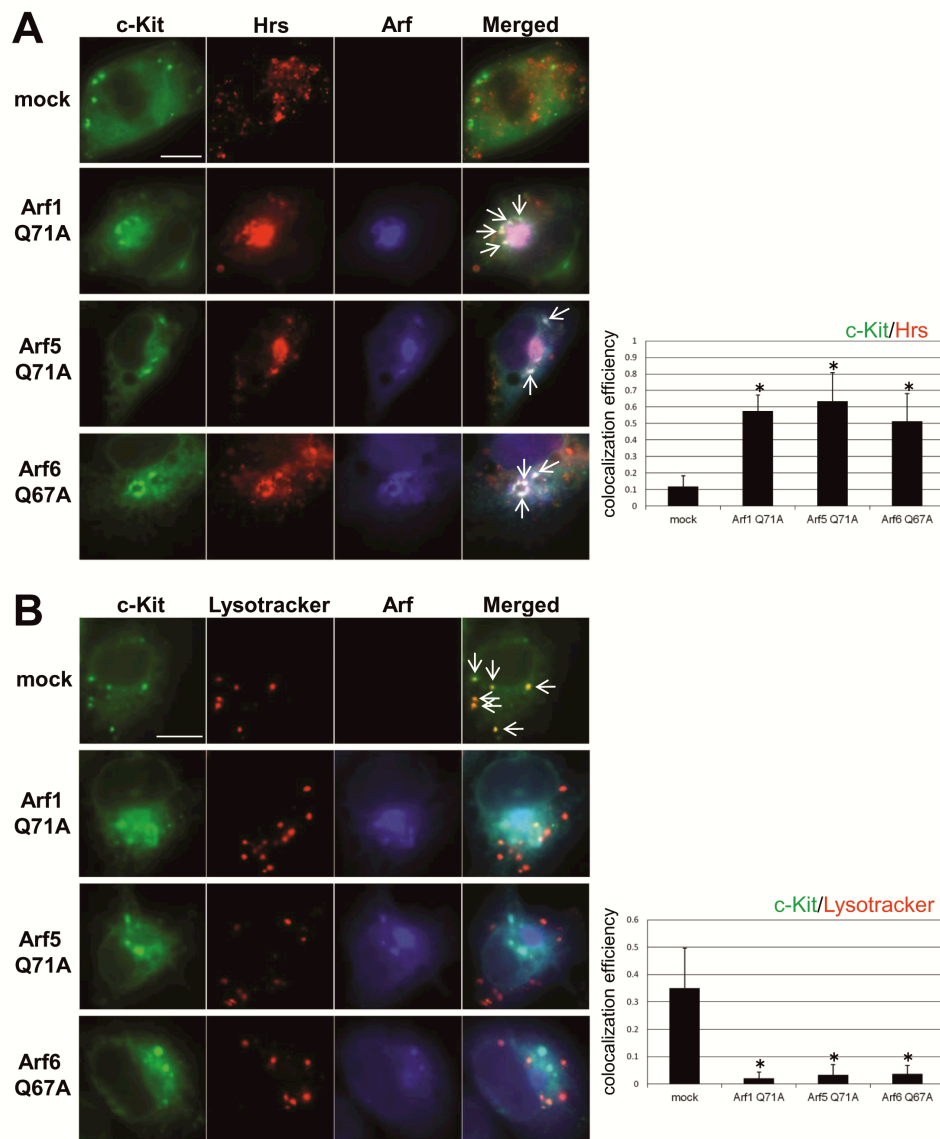 A
c-Kit Hrs Arf Merged
mock
Arf1
Q71A
Arf5
Q71A
Arf6
Q67A
c-Kit/Hrs
colocalization efficiency
1
0.9
0.8
0.7
0.6
0.5
0.4
0.3
0.2
0.1
0
* * *
mock Arf1 Q71A Arf5 Q71A Arf6 Q67A
B
c-Kit Lysotracker Arf Merged
mock
Arf1
Q71A
Arf5
Q71A
Arf6
Q67A
c-Kit/Lysotracker
colocalization efficiency
0.6
0.5
0.4
0.3
0.2
0.1
0
* * *
mock Arf1 Q71A Arf5 Q71A Arf6 Q67A